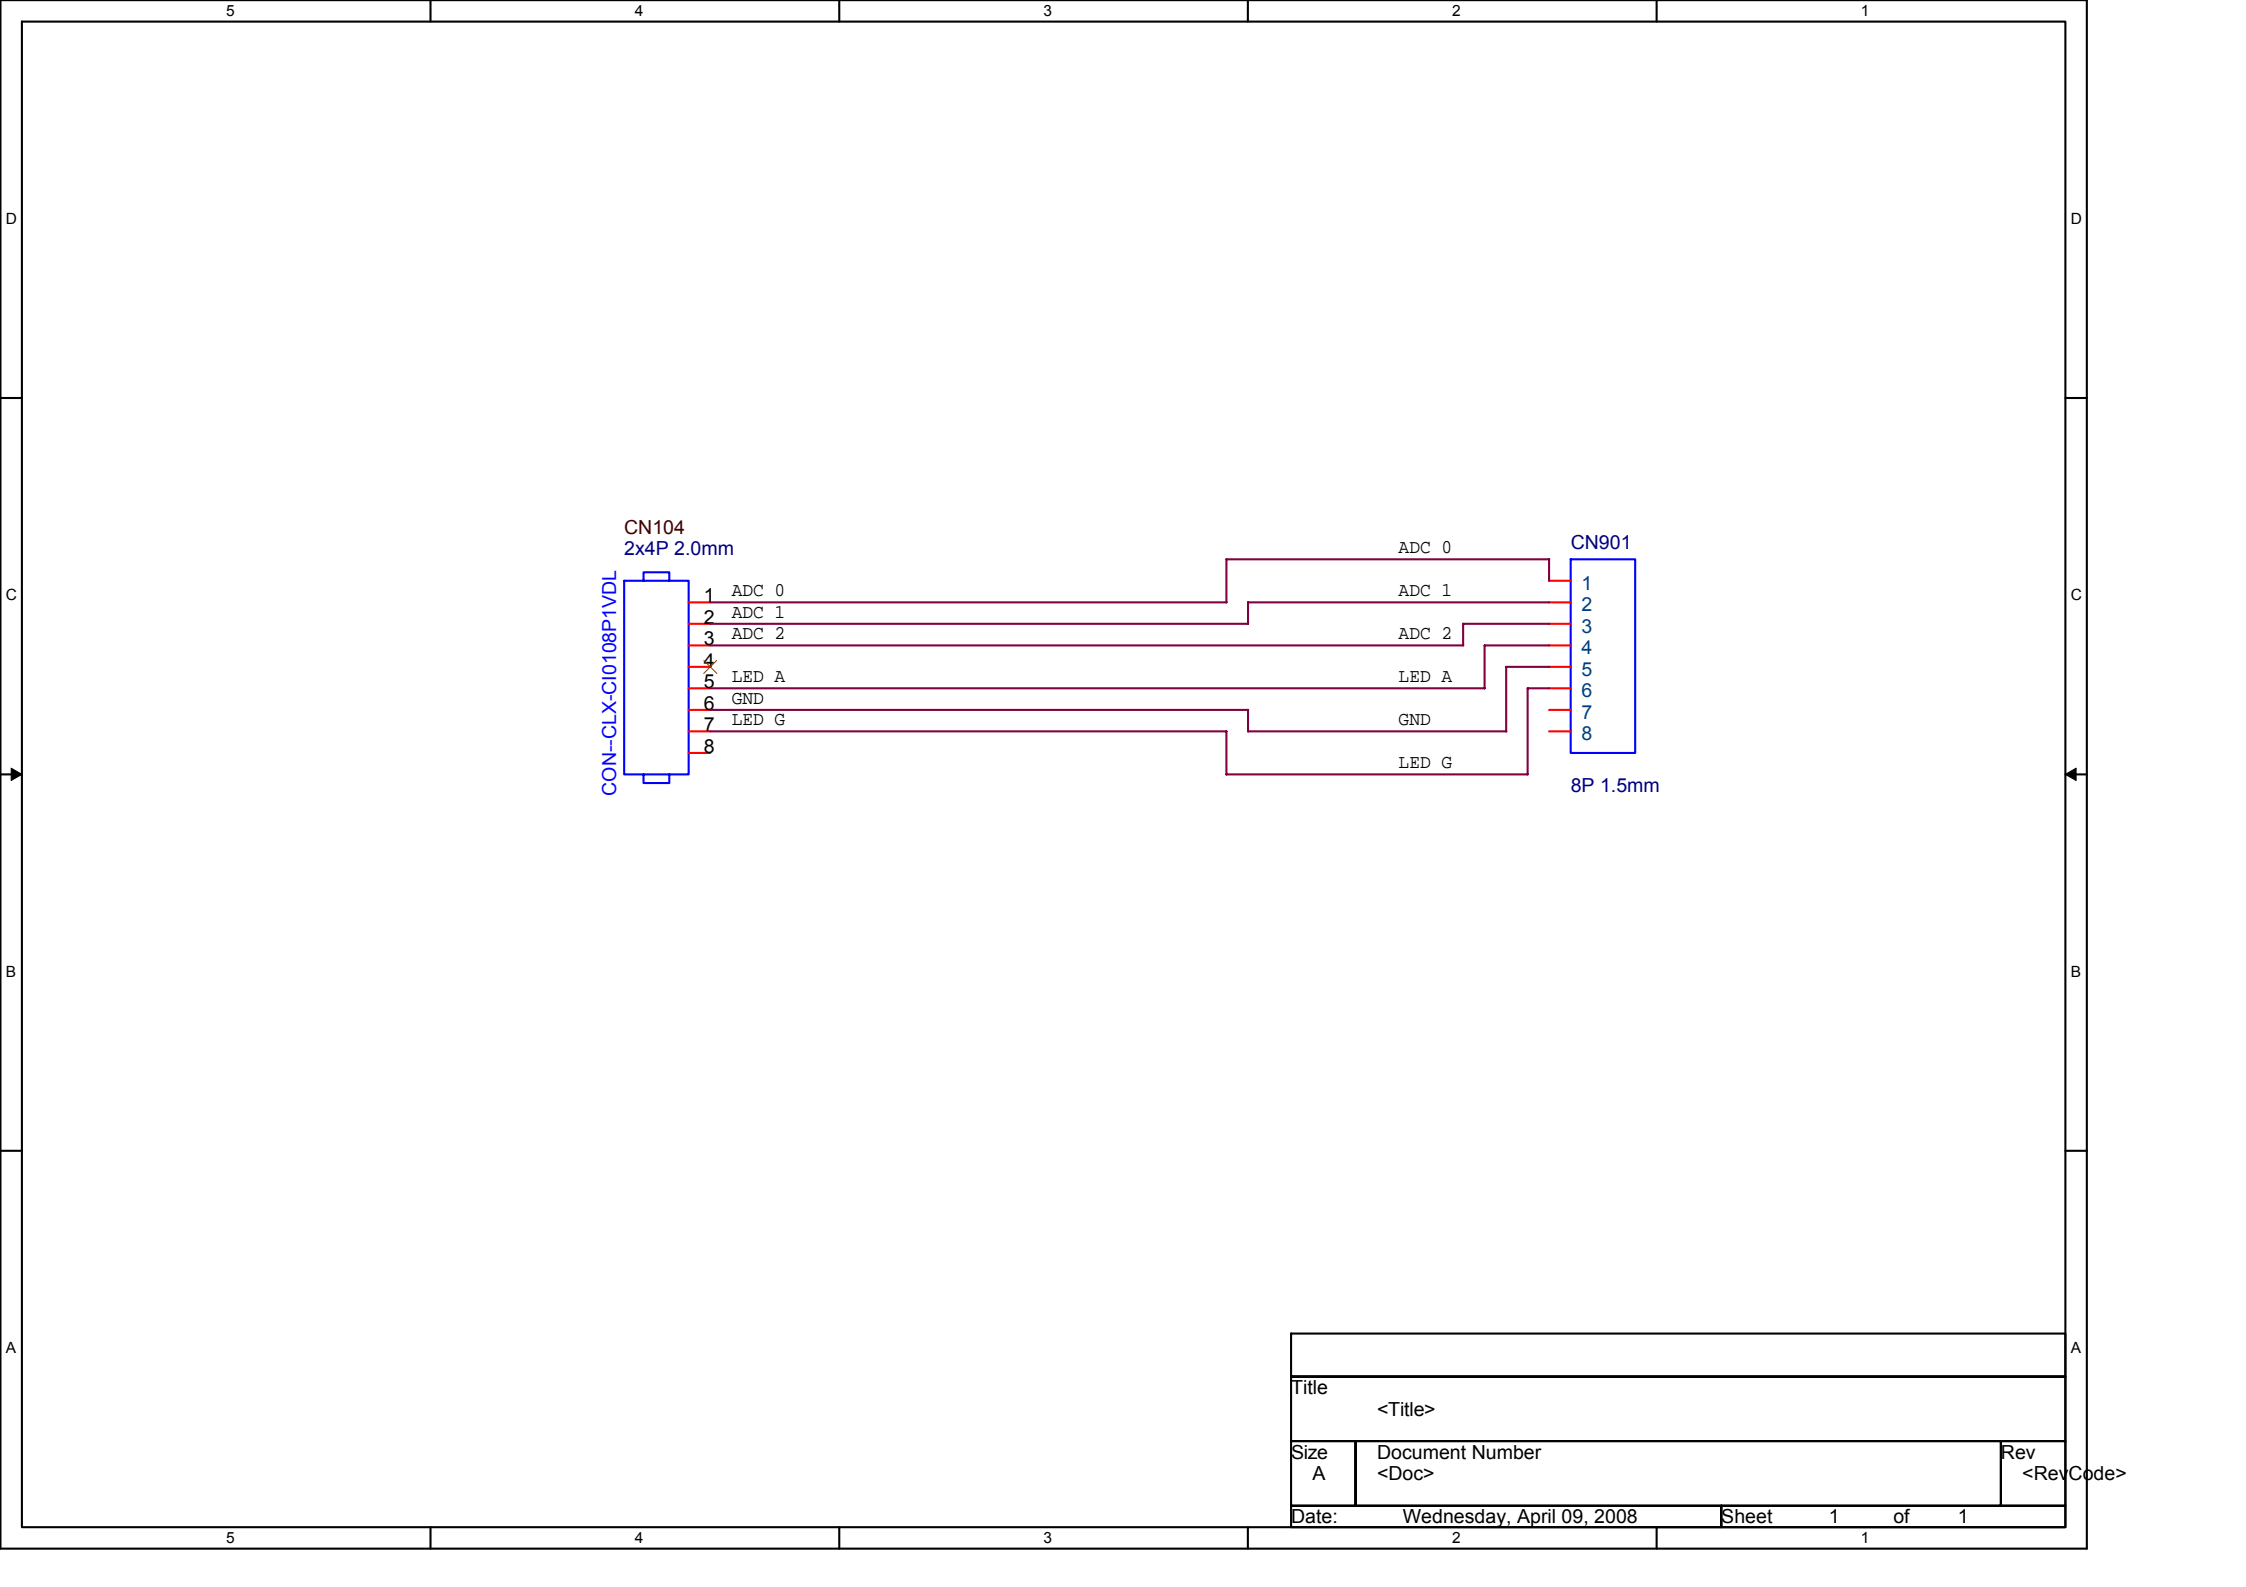 5 4 3 2 1
D D
C C
B B
A A
CN104
2x4P 2.0mm
CON--CLX-CI0108P1VDL
1 ADC 0
2 ADC 1
3 ADC 2
4
5 LED A
6 GND
7 LED G
8
CN901
ADC 0 1
ADC 1 2
ADC 2 3
LED A 4
GND 5
LED G 6
7
8
8P 1.5mm
Title
<Title>
Size Document Number Rev
A <Doc> <RevCode>
Date: Wednesday, April 09, 2008 Sheet 1 of 1
5 4 3 2 1